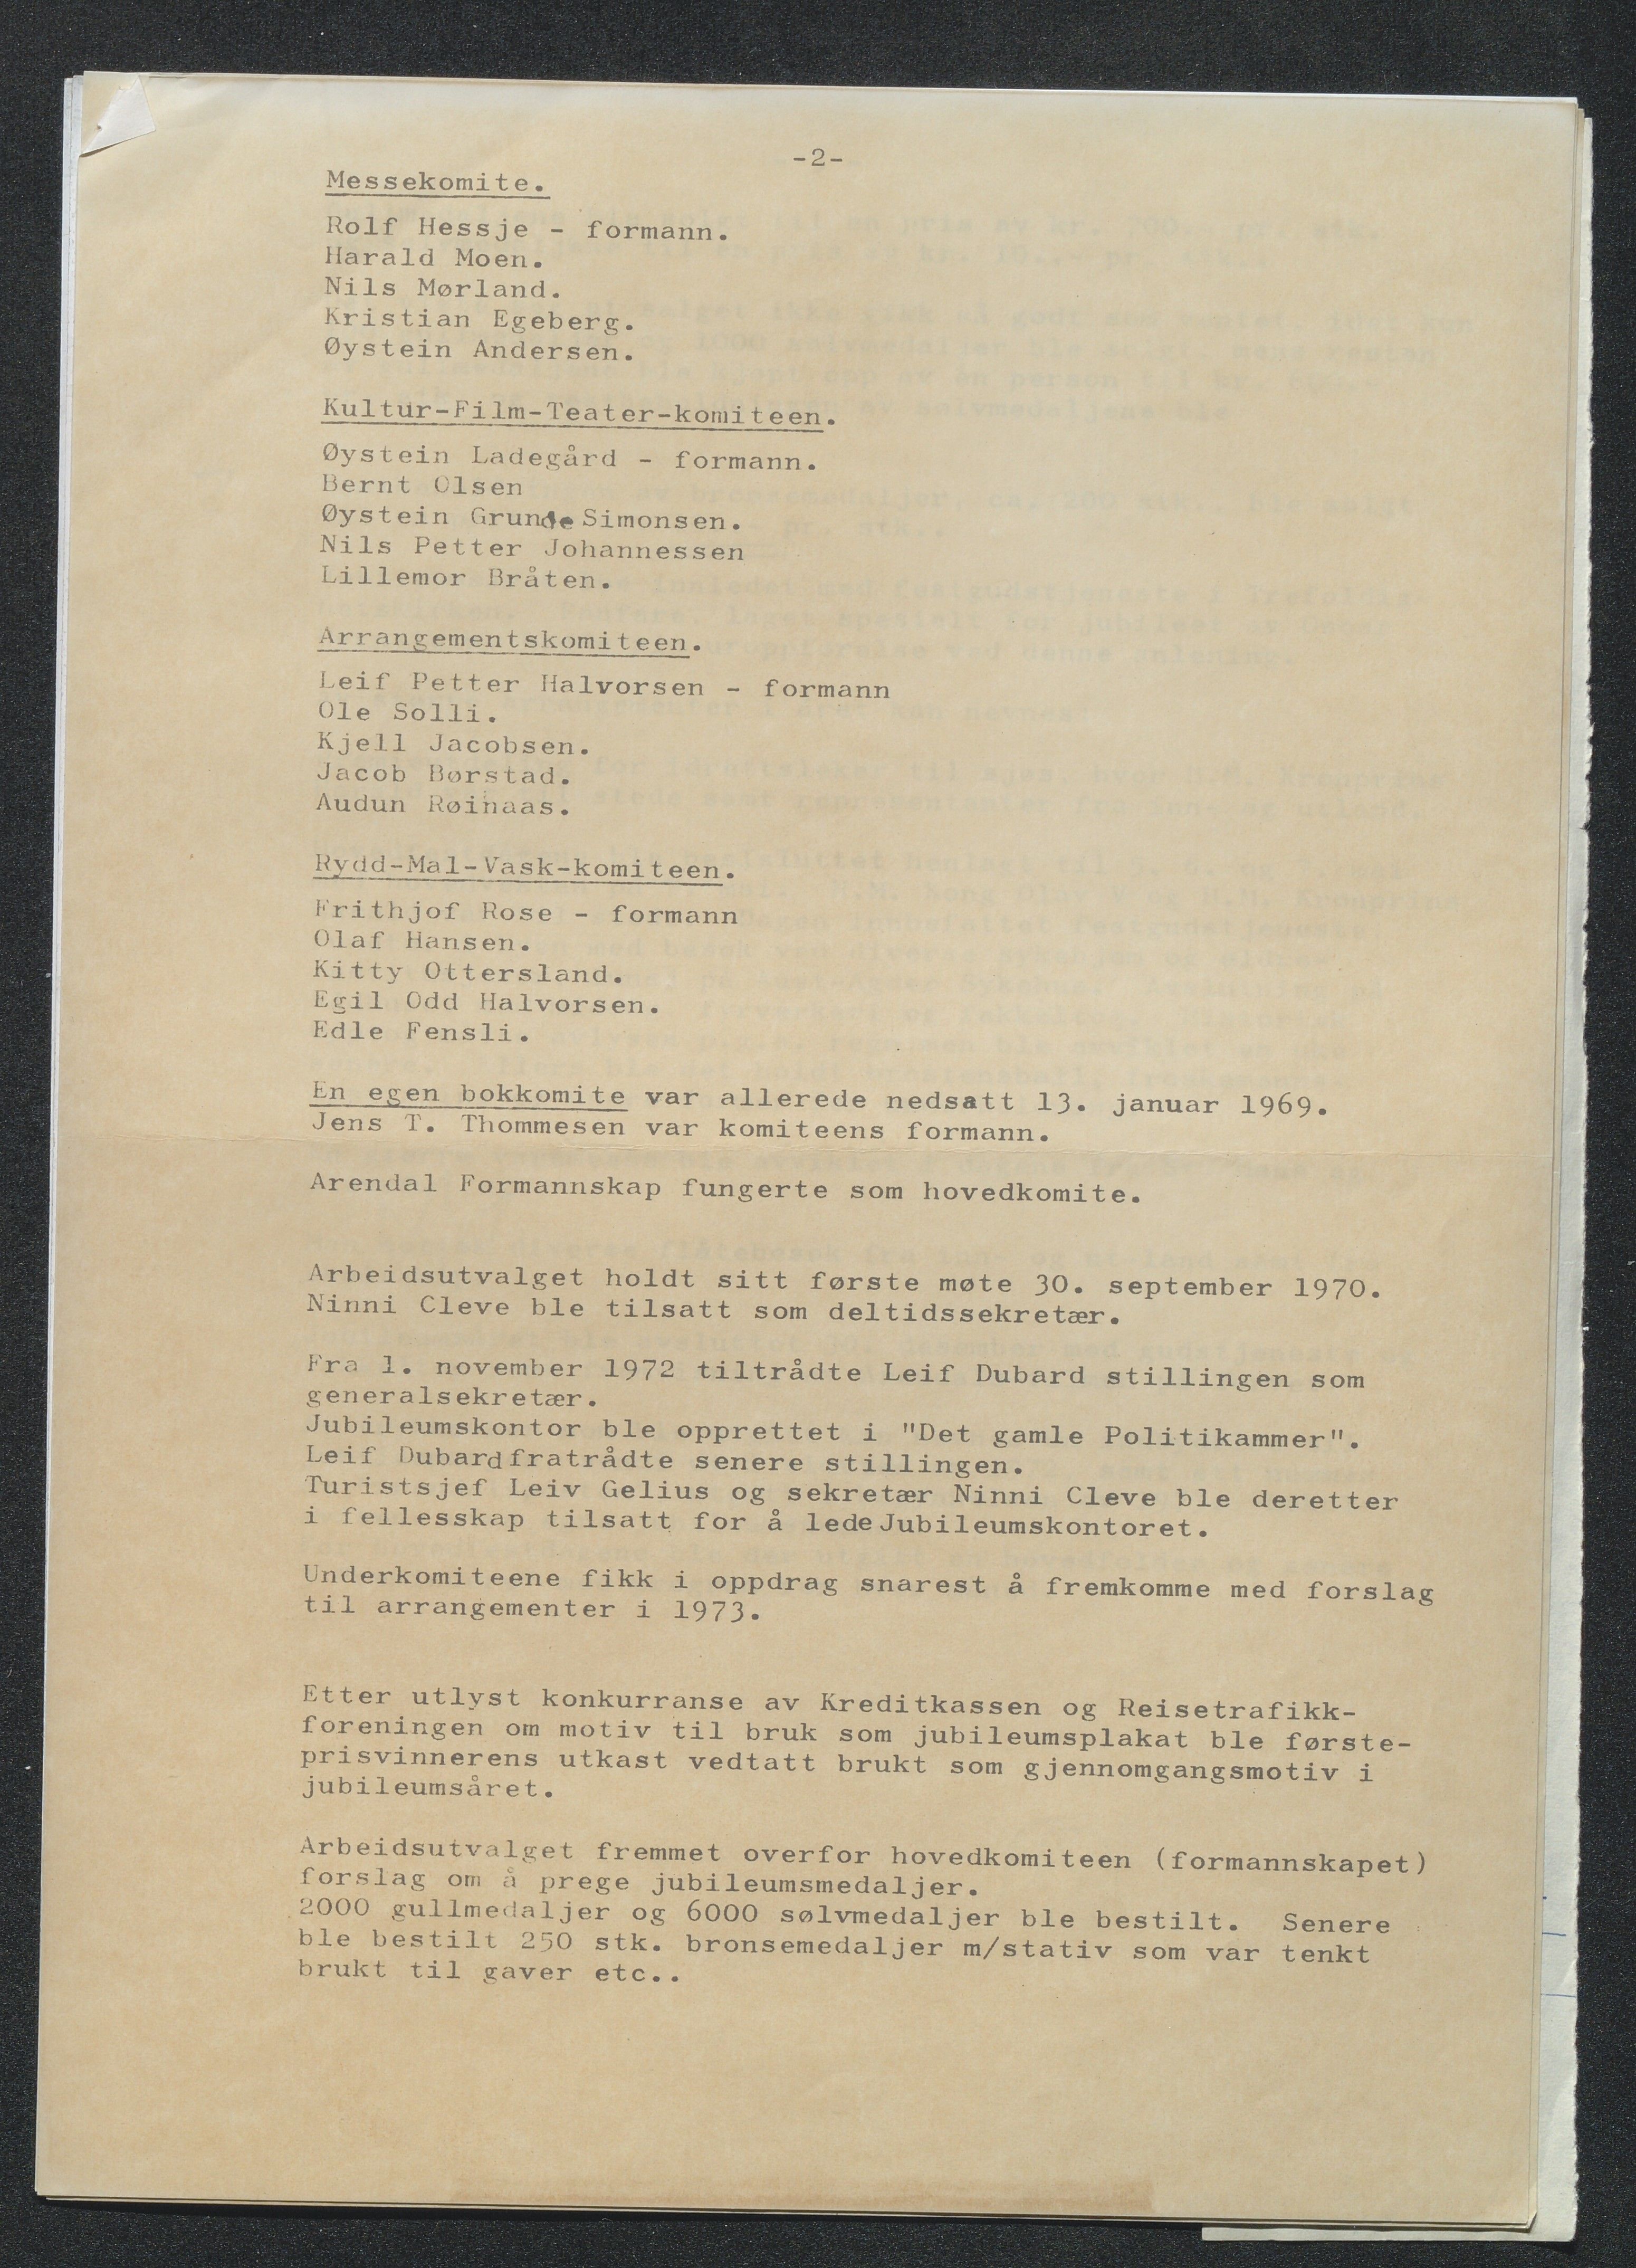 -2-
Messekomite.
Rolf Hessje - formann.
Harald Moen.
Nils Mørland.
Kristian Egeberg.
Øystein Andersen.
Kultur-Film-Teater-komiteen.
Øystein Ladegård - formann.
Bernt Olsen
Øystein Grunde Simonsen.
Nils Petter Johannessen
Lillemor Bråten.
Arrangementskomiteen.
Leif Petter Halvorsen - formann
Ole Solli.
Kjell Jacobsen.
Jacob Børstad.
Audun Røinaas.
Rydd-Mal-Vask-komiteen.
Frithjof Rose - formann
Olaf Hansen.
Kitty Ottersland.
Egil Odd Halvorsen.
Edle Fensli.
En egen bokkomite var allerede nedsatt 13. januar 1969.
Jens T. Thommesen var komiteens formann.
Arendal Formannskap fungerte som hovedkomite.
Arbeidsutvalget holdt sitt første møte 30. september 1970.
Ninni Cleve ble tilsatt som deltidssekretær.
Fra 1. november 1972 tiltrådte Leif Dubard stillingen som
generalsekretær.
Jubileumskontor ble opprettet i "Det gamle Politikammer".
Leif Dubard fratrådte senere stillingen.
Turistsjef Leiv Gelius og sekretær Ninni Cleve ble deretter
i fellesskap tilsatt for å lede Jubileumskontoret.
Underkomiteene fikk i oppdrag snarest å fremkomme med forslag
til arrangementer i 1973.
Etter utlyst konkurranse av Kreditkassen og Reisetrafikk-
foreningen om motiv til bruk som jubileumsplakat ble første-
prisvinnerens utkast vedtatt brukt som gjennomgangsmotiv i
jubileumsåret.
Arbeidsutvalget fremmet overfor hovedkomiteen (formannskapet)
forslag om å prege jubileumsmedaljer.
2000 gullmedaljer og 6000 sølvmedaljer ble bestilt. Senere
ble bestilt 250 stk. bronsemedaljer m/stativ som var tenkt
brukt til gaver etc..